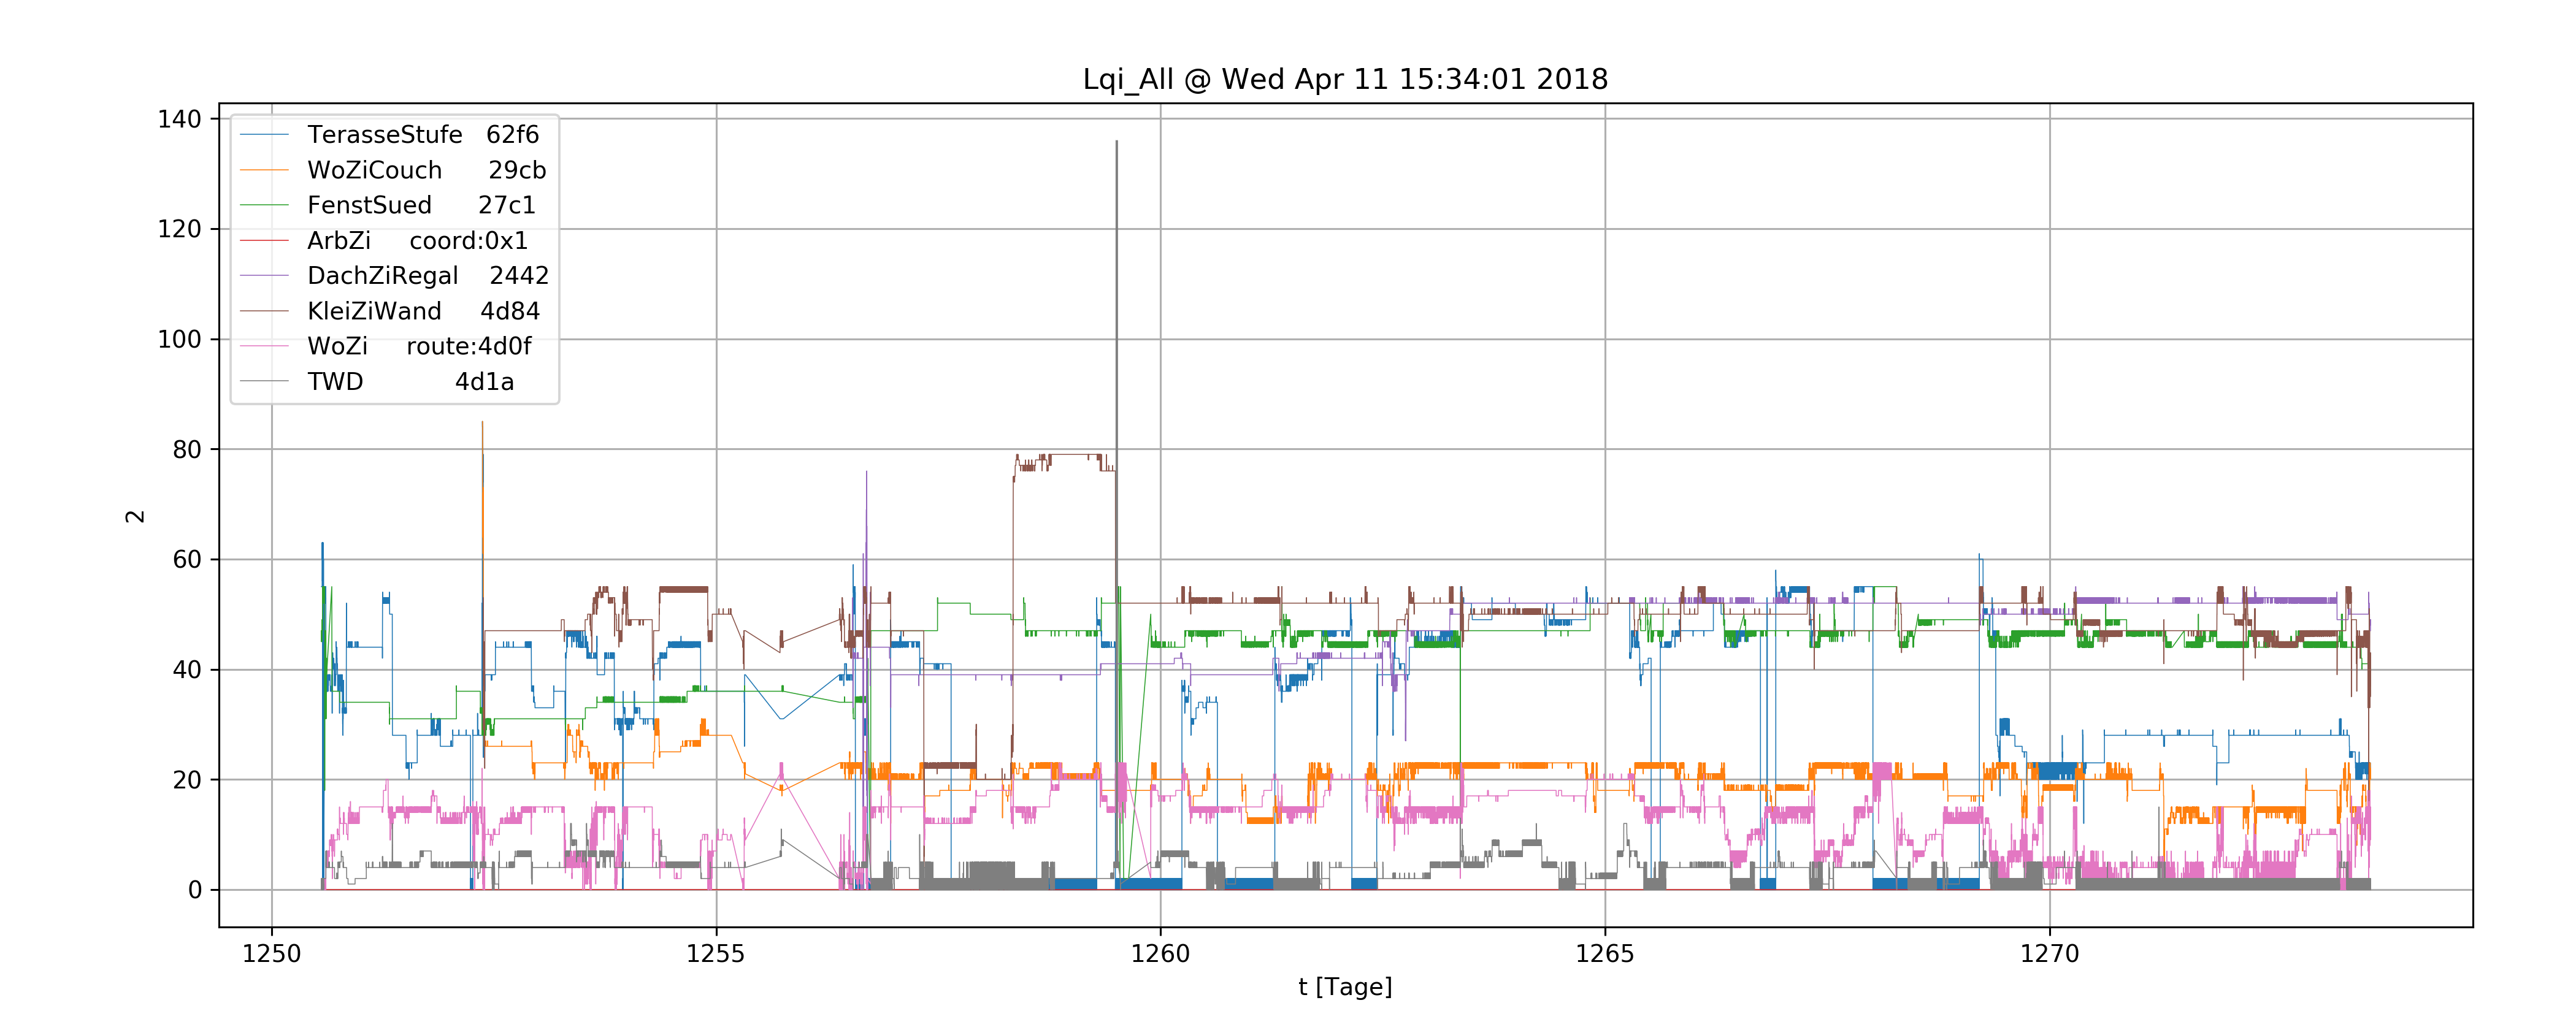 Lqi_All @ Wed Apr 11 15:34:01 2018
140
120
100
80
60
40
20
0
2
TerasseStufe 62f6
WoZiCouch 29cb
FenstSued 27c1
ArbZi coord:0x1
DachZiRegal 2442
KleiZiWand 4d84
WoZi route:4d0f
TWD 4d1a
1250 1255 1260 1265 1270
t [Tage]